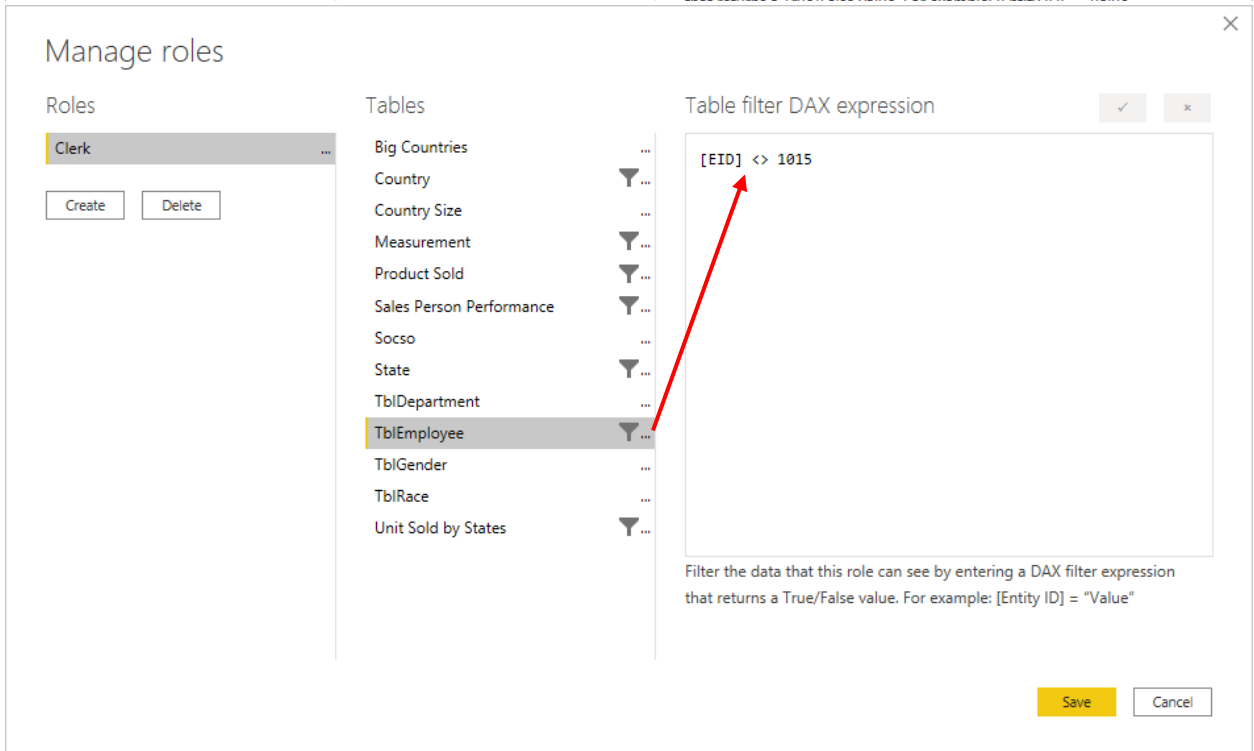 Manage roles
Roles
Tables
Table filter DAX expression
Clerk
...
Create
Delete
Big Countries
...
Country
...
Country Size
...
Measurement
...
Product Sold
...
Sales Person Performance
...
Socso
...
State
...
TblDepartment
...
TblEmployee
...
TblGender
...
TblRace
...
Unit Sold by States
...
[EID] <> 1015
Filter the data that this role can see by entering a DAX filter expression
that returns a True/False value. For example: [Entity ID] = “Value”
Save
Cancel